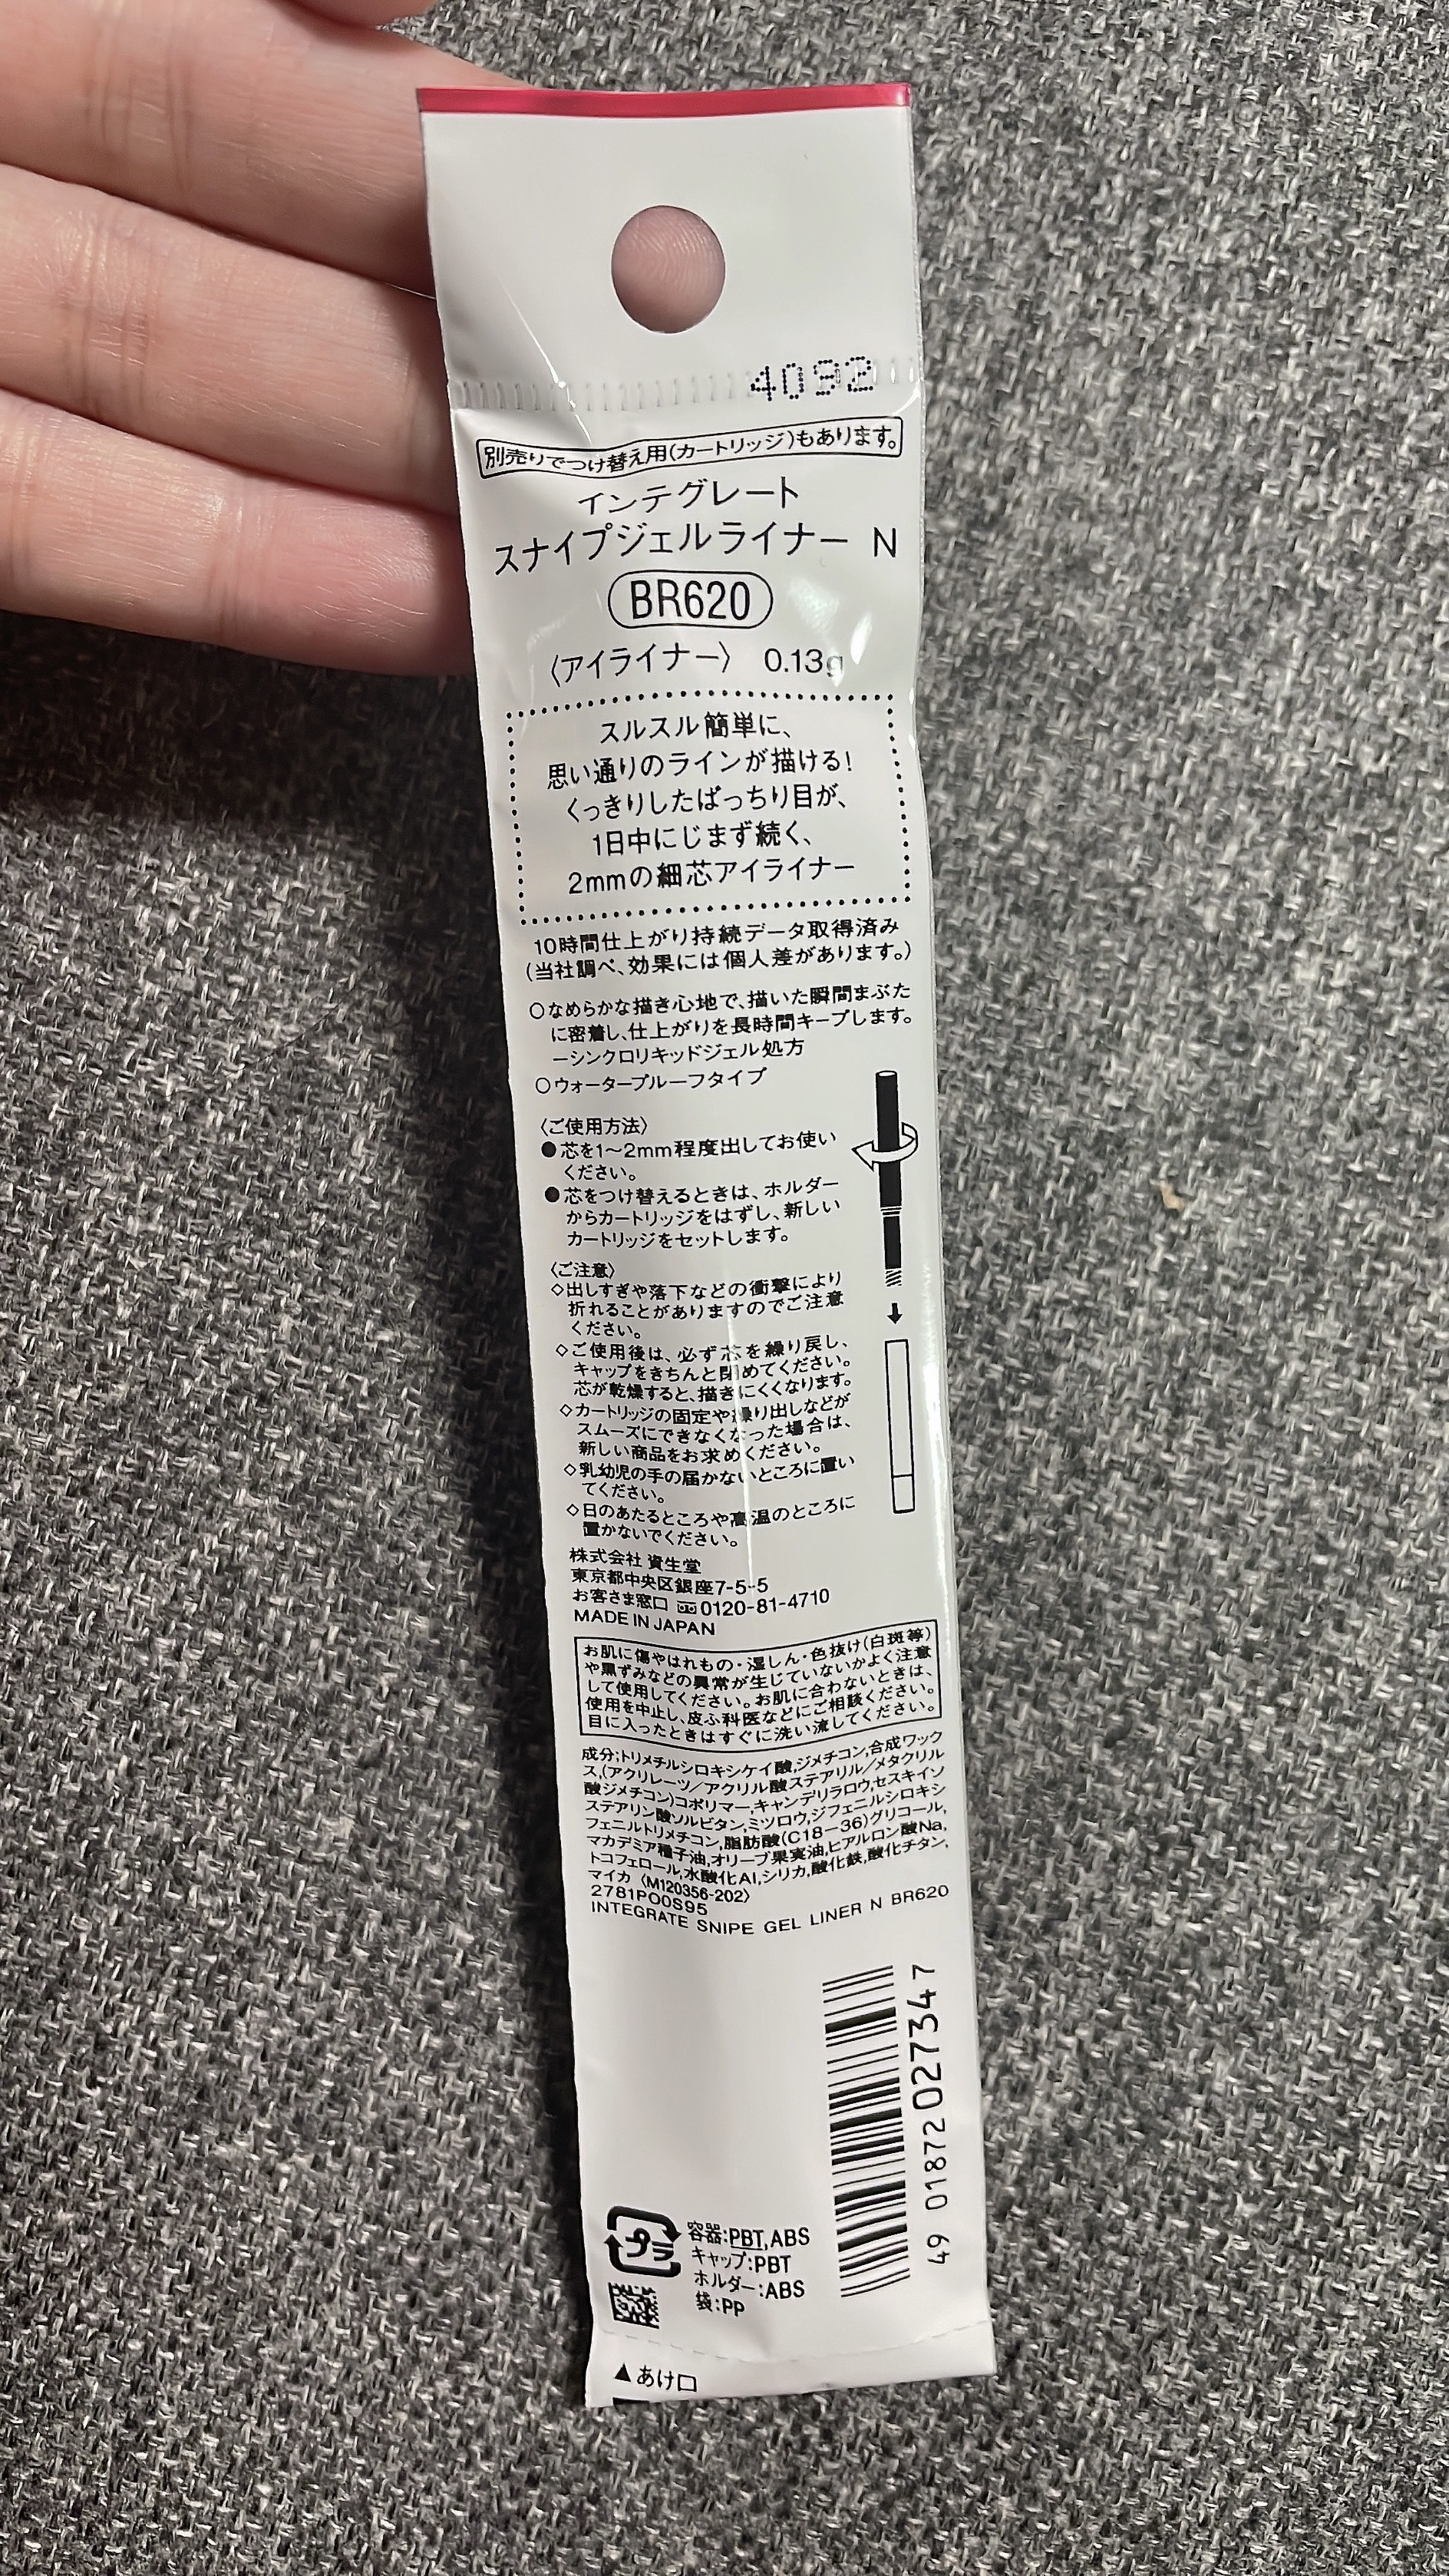 4092
別売りでつけ替え用(カートリッジ)もあります。
インテグレート
スナイプジェルライナー N
BR620
〈アイライナー〉 0.13g
スルスル簡単に、
思い通りのラインが描ける!
くっきりしたぱっちり目が、
1日中にじまず続く、
2mmの細芯アイライナー
10時間仕上がり持続データ取得済み
(当社調べ、効果には個人差があります。)
○なめらかな描き心地で、描いた瞬間まぶた
に密着し、仕上がりを長時間キープします。
ーシンクロリキッドジェル処方
○ウォータープルーフタイプ
〈ご使用方法〉
●芯を1〜2mm程度出してお使い
ください。
●芯をつけ替えるときは、ホルダー
からカートリッジをはずし、新しい
カートリッジをセットします。
〈ご注意〉
◇出しすぎや落下などの衝撃により
折れることがありますのでご注意
ください。
◇ご使用後は、必ず芯を繰り戻し、
キャップをきちんと閉めてください。
芯が乾燥すると、描きにくくなります。
◇カートリッジの固定や繰り出しなどが
スムーズにできなくなった場合は、
新しい商品をお求めください。
◇乳幼児の手の届かないところに置い
てください。
◇日のあたるところや高温のところに
置かないでください。
株式会社 資生堂
東京都中央区銀座7-5-5
お客さま窓口 0120-81-4710
MADE IN JAPAN
お肌に傷やはれもの・湿しん・色抜け(白斑等)
や黒ずみなどの異常が生じていないかよく注意
して使用してください。お肌に合わないときは、
使用を中止し、皮ふ科医などにご相談ください。
目に入ったときはすぐに洗い流してください。
成分;トリメチルシロキシケイ酸,ジメチコン,合成ワック
ス,(アクリレーツ/アクリル酸ステアリル/メタクリル
酸ジメチコン)コポリマー,キャンデリラロウ,セスキイソ
ステアリン酸ソルビタン,ミツロウ,ジフェニルシロキシ
フェニルトリメチコン,脂肪酸(C18-36)グリコール,
マカデミア種子油,オリーブ果実油,ヒアルロン酸Na,
トコフェロール,水酸化Al,シリカ,酸化鉄,酸化チタン,
マイカ 〈M120356-202〉
2781P00S95
INTEGRATE SNIPE GEL LINER N BR620
49 01872 02734 7
プラ
容器:PBT,ABS
キャップ:PBT
ホルダー:ABS
袋:PP
▲あけ口